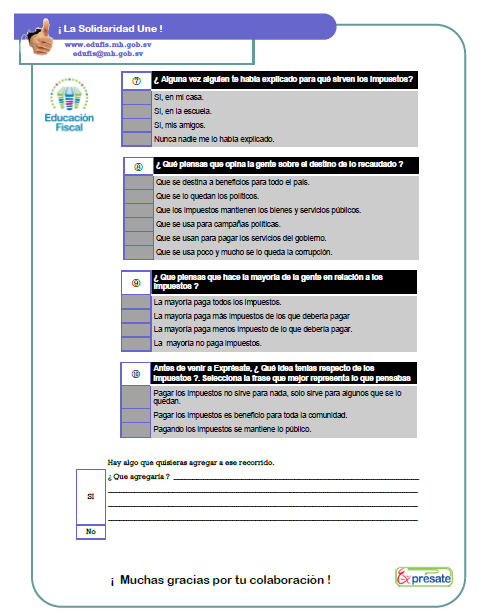 ¡ La Solidaridad Une !
www.edufis.mh.gob.sv
edufis@mh.gob.sv
Educación
Fiscal
7 ¿ Alguna vez alguien te había explicado para qué sirven los impuestos?
Si, en mi casa.
Si, en la escuela.
Si, mis amigos.
Nunca nadie me lo había explicado.
8 ¿ Qué piensas que opina la gente sobre el destino de lo recaudado ?
Que se destina a beneficios para todo el país.
Que se lo quedan los políticos.
Que los impuestos mantienen los bienes y servicios públicos.
Que se usa para campañas políticas.
Que se usan para pagar los servicios del gobierno.
Que se usa poco y mucho se lo queda la corrupción.
9 ¿ Que piensas que hace la mayoría de la gente en relación a los
impuestos ?
La mayoría paga todos los impuestos.
La mayoría paga más impuestos de los que debería pagar
La mayoría paga menos impuesto de lo que debería pagar.
La mayoría no paga impuestos.
10 Antes de venir a Exprésate, ¿ Qué idea tenías respecto de los
impuestos ?. Selecciona la frase que mejor representa lo que pensabas
Pagar los impuestos no sirve para nada, solo sirve para algunos que se lo
quedan.
Pagar los impuestos es beneficio para toda la comunidad.
Pagando los impuestos se mantiene lo público.
Hay algo que quisieras agregar a ese recorrido.
¿ Que agregaría ?
SI
No
¡ Muchas gracias por tu colaboración !
Exprésate